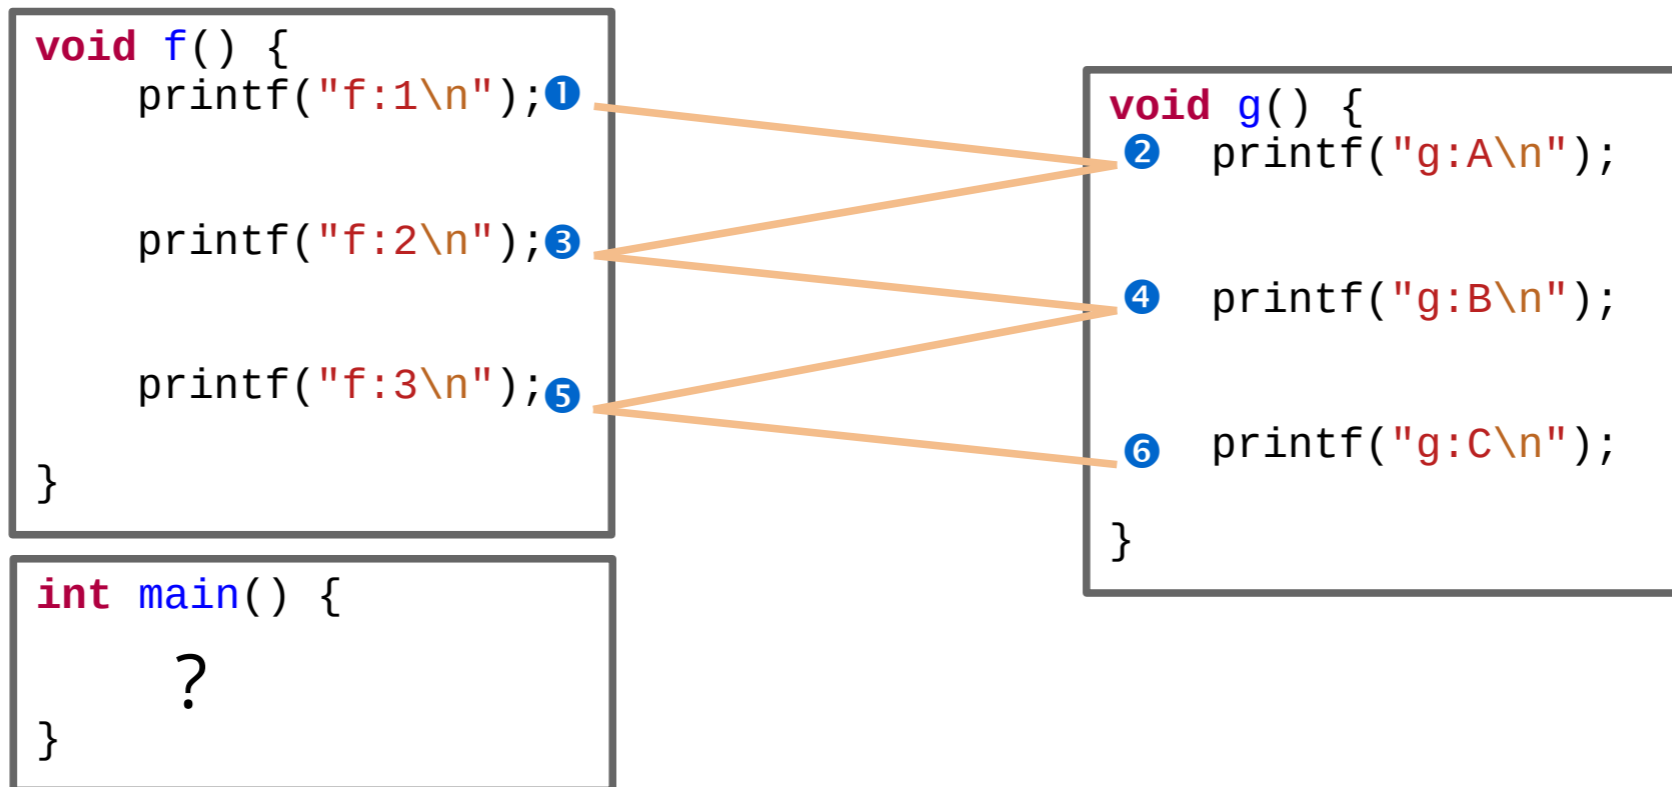 void f() {
printf("f:1\n");❶
printf("f:2\n");❸
printf("f:3\n");❺
}
void g() {
❷ printf("g:A\n");
❹ printf("g:B\n");
❻ printf("g:C\n");
}
int main() {
?
}